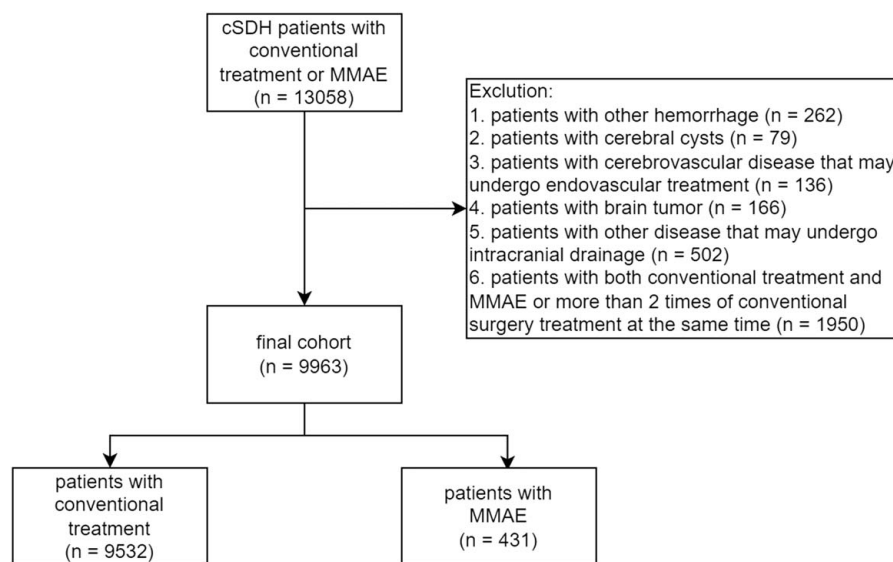 cSDH patients with
conventional
treatment or MMAE
(n = 13058)
Exclution:
1. patients with other hemorrhage (n = 262)
2. patients with cerebral cysts (n = 79)
3. patients with cerebrovascular disease that may
undergo endovascular treatment (n = 136)
4. patients with brain tumor (n = 166)
5. patients with other disease that may undergo
intracranial drainage (n = 502)
6. patients with both conventional treatment and
MMAE or more than 2 times of conventional
surgery treatment at the same time (n = 1950)
final cohort
(n = 9963)
patients with
conventional
treatment
(n = 9532)
patients with
MMAE
(n = 431)